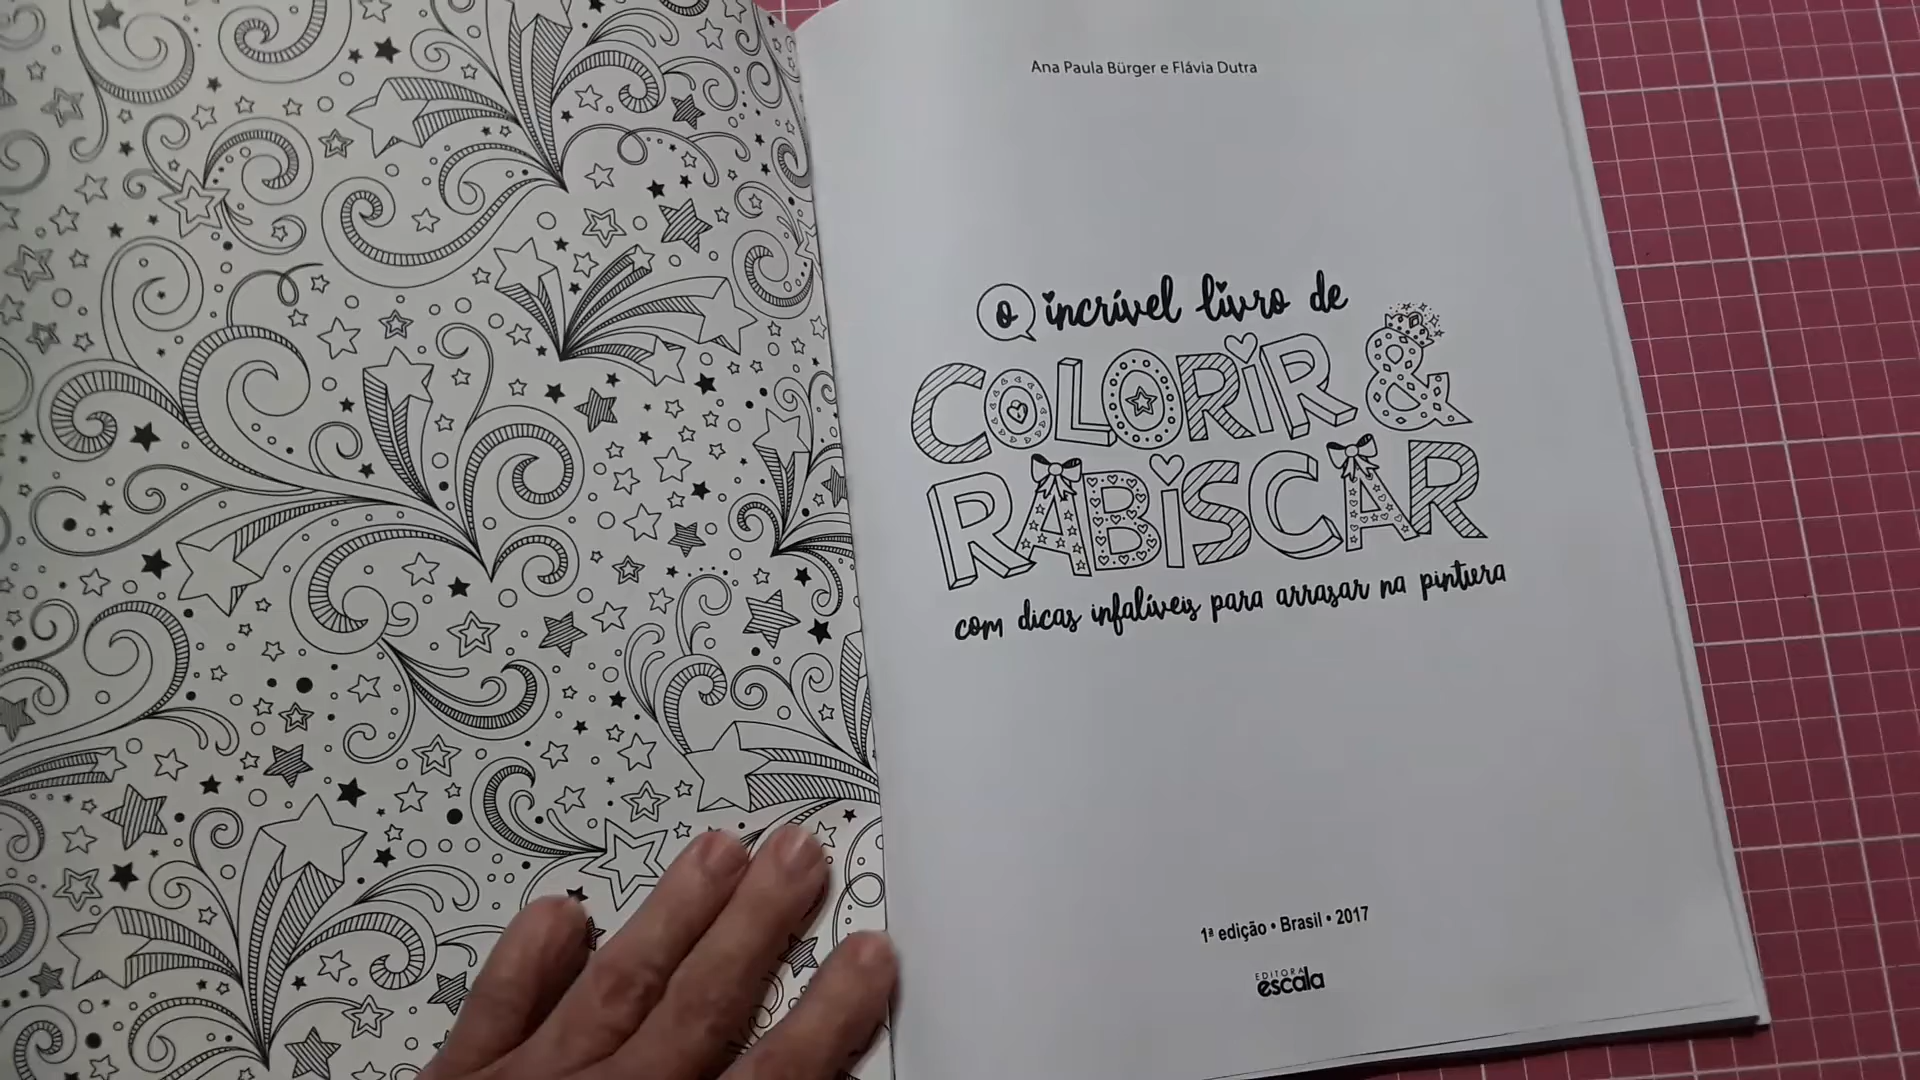 Ana Paula Bürger e Flávia Dutra
o incrível livro de
COLORIR &
RABISCAR
com dicas infalíveis para arrasar na pintura
1ª edição • Brasil • 2017
EDITORA
escala